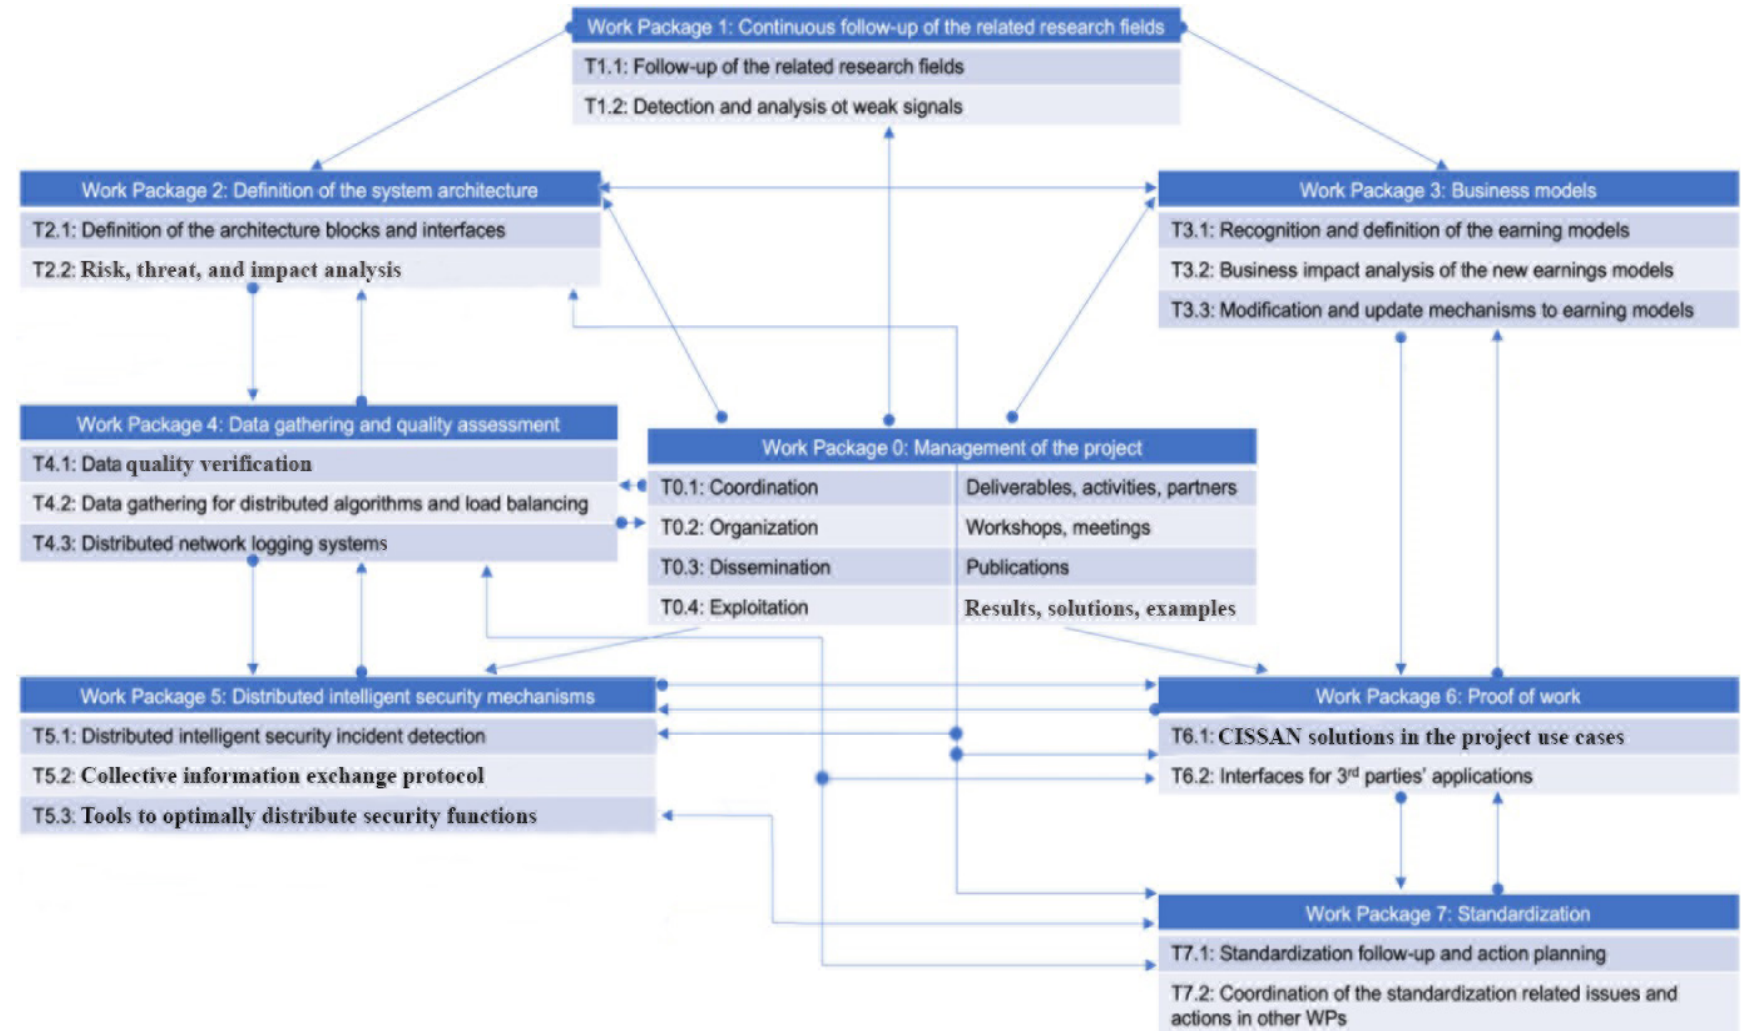 Work Package 1: Continuous follow-up of the related research fields
T1.1: Follow-up of the related research fields
T1.2: Detection and analysis ot weak signals
Work Package 2: Definition of the system architecture
T2.1: Definition of the architecture blocks and interfaces
T2.2: Risk, threat, and impact analysis
Work Package 3: Business models
T3.1: Recognition and definition of the earning models
T3.2: Business impact analysis of the new earnings models
T3.3: Modification and update mechanisms to earning models
Work Package 4: Data gathering and quality assessment
T4.1: Data quality verification
T4.2: Data gathering for distributed algorithms and load balancing
T4.3: Distributed network logging systems
Work Package 0: Management of the project
T0.1: Coordination Deliverables, activities, partners
T0.2: Organization Workshops, meetings
T0.3: Dissemination Publications
T0.4: Exploitation Results, solutions, examples
Work Package 5: Distributed intelligent security mechanisms
T5.1: Distributed intelligent security incident detection
T5.2: Collective information exchange protocol
T5.3: Tools to optimally distribute security functions
Work Package 6: Proof of work
T6.1: CISSAN solutions in the project use cases
T6.2: Interfaces for 3rd parties' applications
Work Package 7: Standardization
T7.1: Standardization follow-up and action planning
T7.2: Coordination of the standardization related issues and
actions in other WPs